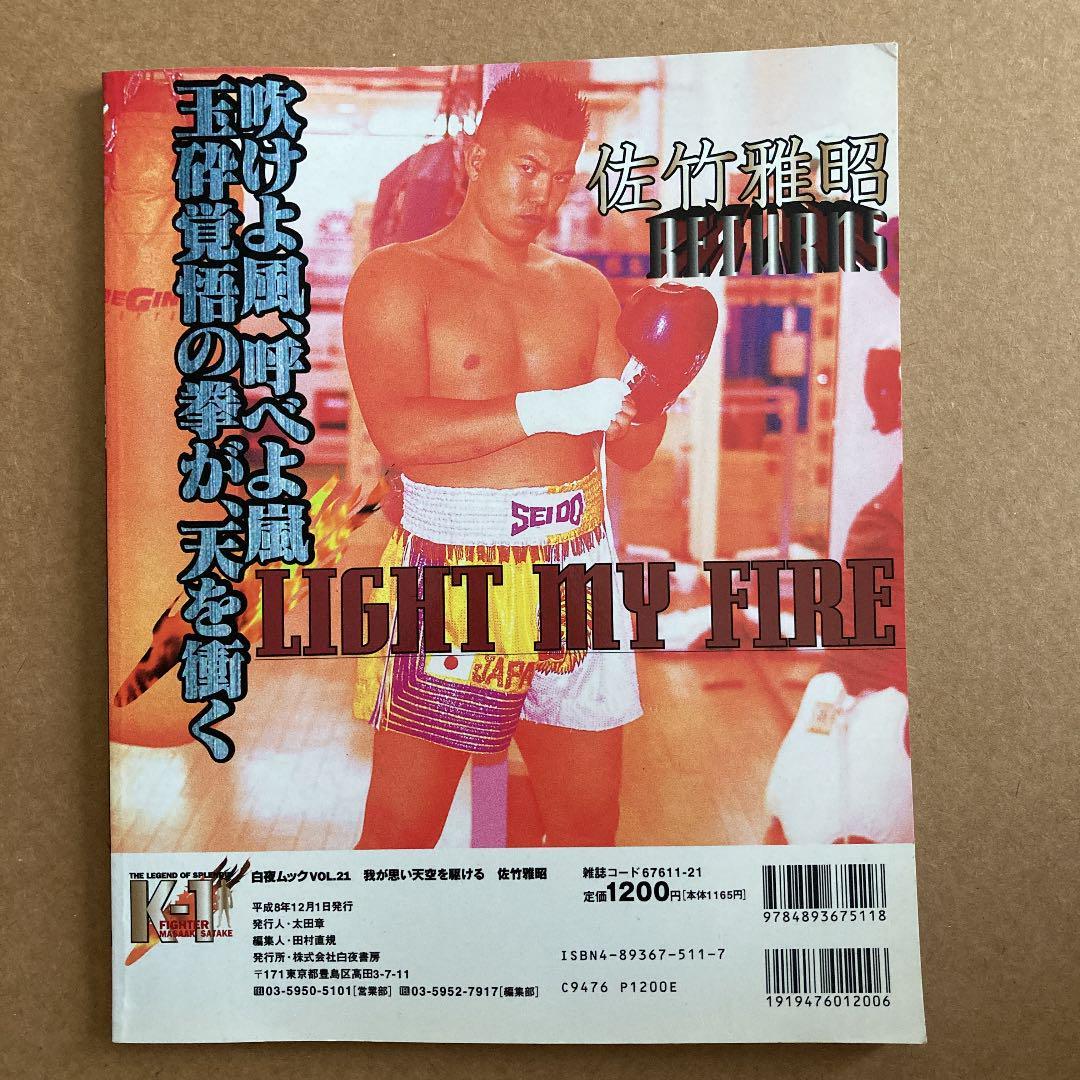 吹けよ風、呼べよ嵐
玉砕覚悟の拳が、天を衝く
佐竹雅昭
RETURNS
SEIDO
LIGHT MY FIRE
JAPA
THE LEGEND OF
K-1
FIGHTER
MASAAKI SATAKE
白夜ムックVOL.21 我が思い天空を駆ける 佐竹雅昭
平成8年12月1日発行
発行人・太田章
編集人・田村直規
発行所・株式会社白夜書房
〒171東京都豊島区高田3-7-11
03-5950-5101[営業部] 03-5952-7917[編集部]
雑誌コード67611-21
定価1200円[本体1165円]
ISBN4-89367-511-7
C9476 P1200E
9784893675118
1919476012006